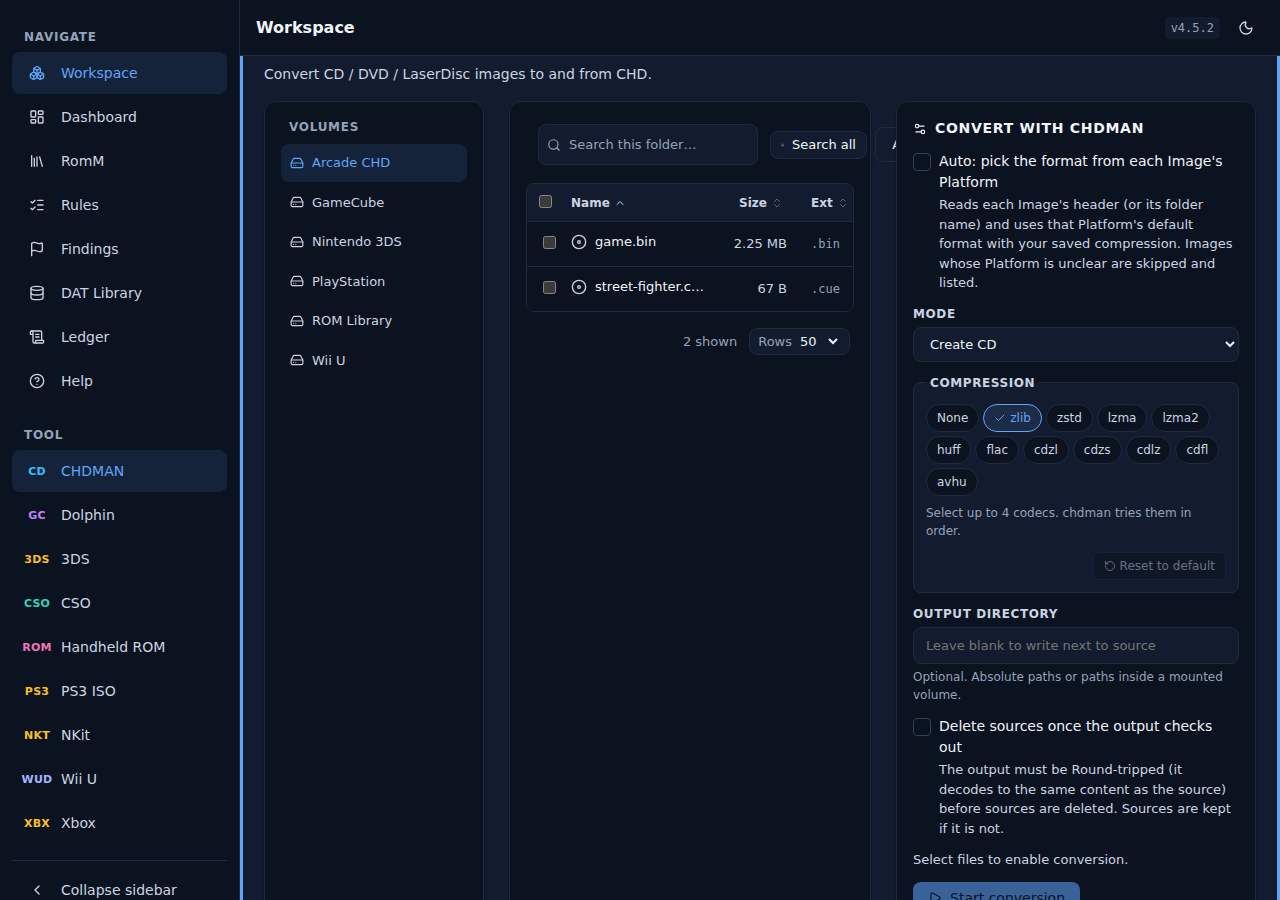 NAVIGATE
Workspace
Dashboard
RomM
Rules
Findings
DAT Library
Ledger
Help
TOOL
CD CHDMAN
GC Dolphin
3DS 3DS
CSO CSO
ROM Handheld ROM
PS3 PS3 ISO
NKT NKit
WUD Wii U
XBX Xbox
Collapse sidebar
Workspace
v4.5.2
Convert CD / DVD / LaserDisc images to and from CHD.
VOLUMES
Arcade CHD
GameCube
Nintendo 3DS
PlayStation
ROM Library
Wii U
Search this folder…
Search all
Name Size Ext
game.bin 2.25 MB .bin
street-fighter.c… 67 B .cue
2 shown Rows 50
CONVERT WITH CHDMAN
Auto: pick the format from each Image's
Platform
Reads each Image's header (or its folder
name) and uses that Platform's default
format with your saved compression. Images
whose Platform is unclear are skipped and
listed.
MODE
Create CD
COMPRESSION
None zlib zstd lzma lzma2
huff flac cdzl cdzs cdlz cdfl
avhu
Select up to 4 codecs. chdman tries them in
order.
Reset to default
OUTPUT DIRECTORY
Leave blank to write next to source
Optional. Absolute paths or paths inside a mounted
volume.
Delete sources once the output checks
out
The output must be Round-tripped (it
decodes to the same content as the source)
before sources are deleted. Sources are kept
if it is not.
Select files to enable conversion.
Start conversion